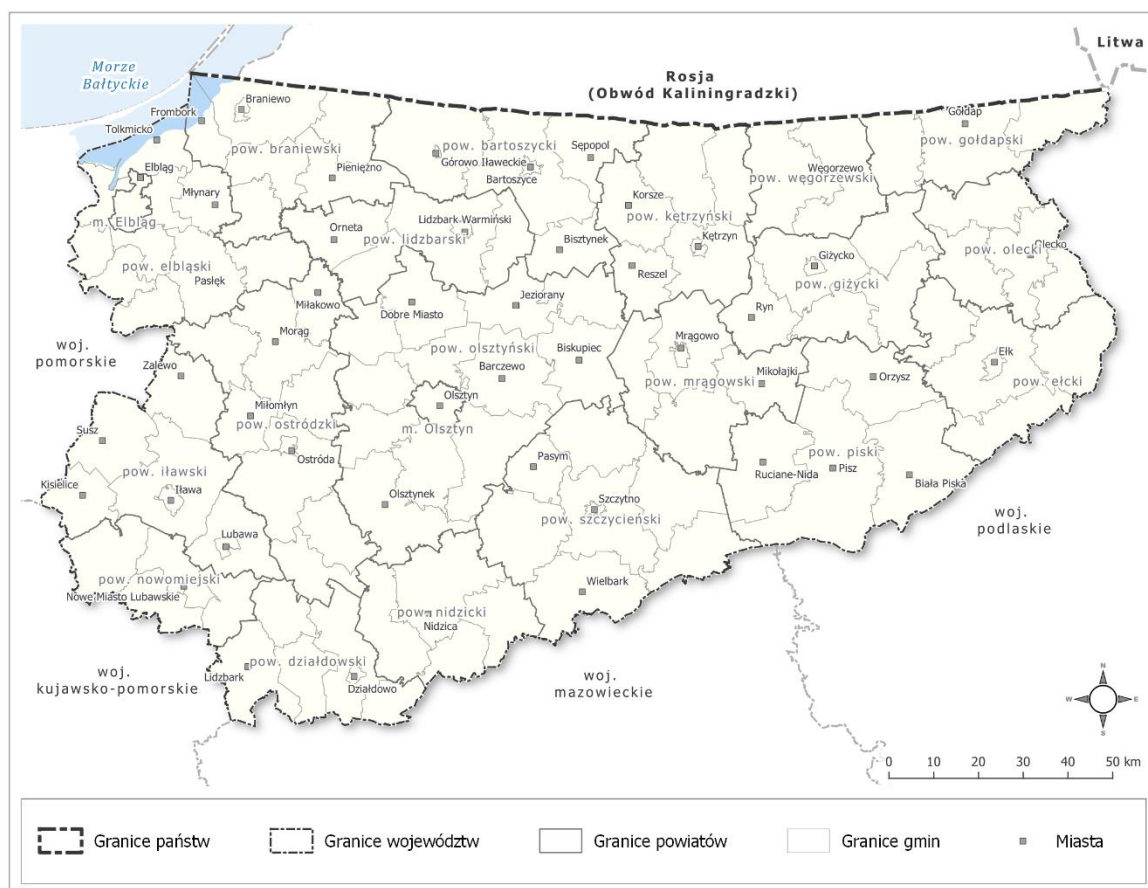 Litwa
Morze
Bałtyckie
Rosja
(Obwód Kaliningradzki)
Braniewo
Frombork
Gołdap
pow. gołdapski
Tolkmicko
pow. braniewski
pow. bartoszycki
Sępopol
Górowo Iławeckie
Bartoszyce
Elbląg
Pieniężno
Węgorzewo
pow. węgorzewski
Młynary
Korsze
pow. kętrzyński
m. Elbląg
Orneta
Lidzbark Warmiński
pow. lidzbarski
Bisztynek
Kętrzyn
pow. olecki
Olecko
pow. elbląski
Pasłęk
Reszel
Giżycko
pow. giżycki
Miłakowo
Dobre Miasto
Jeziorany
Ryn
Morąg
woj.
pomorskie
pow. olsztyński
Biskupiec
Mrągowo
Zalewo
Barczewo
pow. mrągowski
Mikołajki
Orzysz
Ełk
pow. ełcki
Olsztyn
m. Olsztyn
Miłomłyn
pow. ostródzki
Susz
Ostróda
pow. iławski
Pasym
pow. piski
Ruciane-Nida
Pisz
Biała Piska
Kisielice
Iława
Olsztynek
Szczytno
pow. szczycieński
woj.
podlaskie
Lubawa
pow. nowomiejski
Nowe Miasto Lubawskie
Wielbark
pow. nidzicki
Nidzica
pow. działdowski
Lidzbark
Działdowo
woj.
kujawsko-pomorskie
woj.
mazowieckie
N
W
E
S
0 10 20 30 40 50 km
Granice państw
Granice województw
Granice powiatów
Granice gmin
Miasta